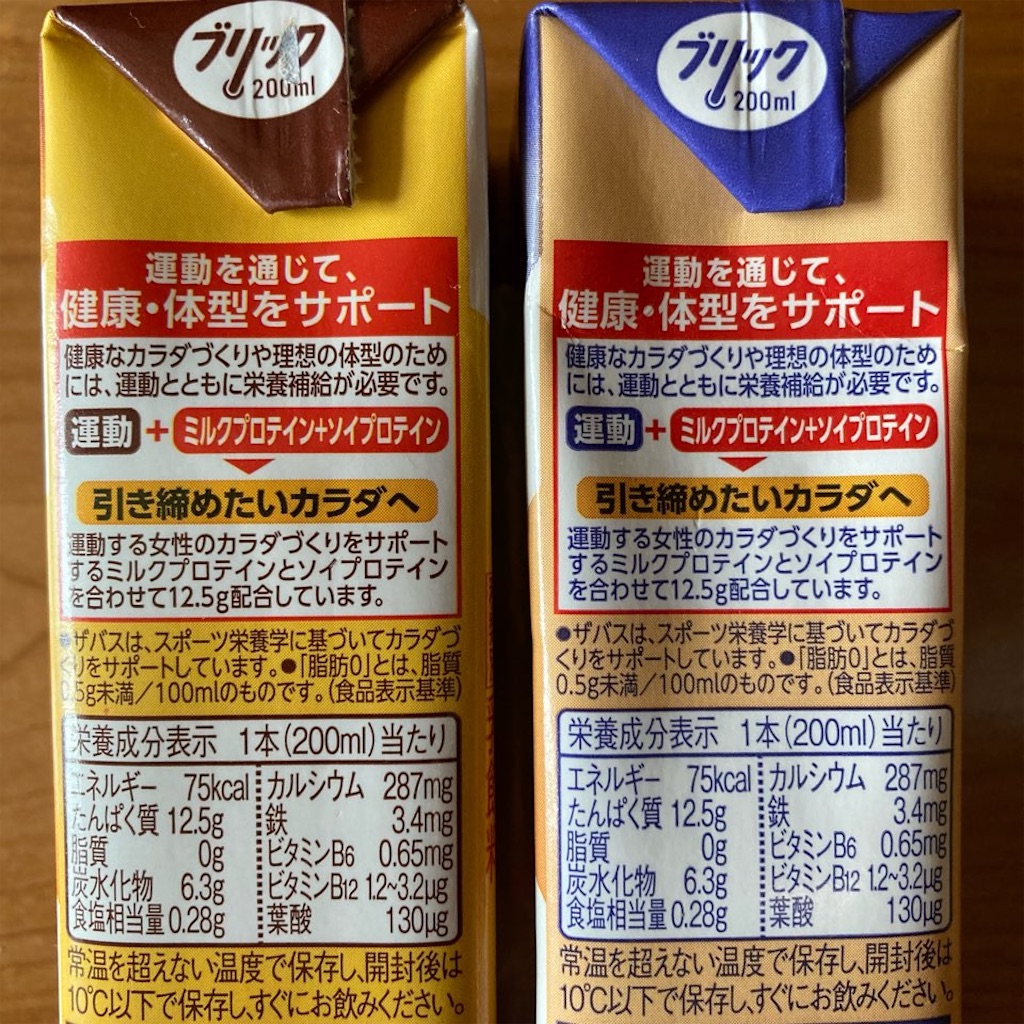 ブリック
200ml
運動を通じて、
健康・体型をサポート
健康なカラダづくりや理想の体型のため
には、運動とともに栄養補給が必要です。
運動 + ミルクプロテイン+ソイプロテイン
引き締めたいカラダへ
運動する女性のカラダづくりをサポート
するミルクプロテインとソイプロテイン
を合わせて12.5g配合しています。
●ザバスは、スポーツ栄養学に基づいてカラダづ
くりをサポートしています。●「脂肪0」とは、脂質
0.5g未満/100mlのものです。(食品表示基準)
栄養成分表示 1本(200ml)当たり
エネルギー 75kcal カルシウム 287mg
たんぱく質 12.5g 鉄 3.4mg
脂質 0g ビタミンB6 0.65mg
炭水化物 6.3g ビタミンB12 1.2~3.2μg
食塩相当量 0.28g 葉酸 130μg
常温を超えない温度で保存し、開封後は
10℃以下で保存し、すぐにお飲みください。
ブリック
200ml
運動を通じて、
健康・体型をサポート
健康なカラダづくりや理想の体型のため
には、運動とともに栄養補給が必要です。
運動 + ミルクプロテイン+ソイプロテイン
引き締めたいカラダへ
運動する女性のカラダづくりをサポート
するミルクプロテインとソイプロテイン
を合わせて12.5g配合しています。
●ザバスは、スポーツ栄養学に基づいてカラダづ
くりをサポートしています。●「脂肪0」とは、脂質
0.5g未満/100mlのものです。(食品表示基準)
栄養成分表示 1本(200ml)当たり
エネルギー 75kcal カルシウム 287mg
たんぱく質 12.5g 鉄 3.4mg
脂質 0g ビタミンB6 0.65mg
炭水化物 6.3g ビタミンB12 1.2~3.2μg
食塩相当量 0.28g 葉酸 130μg
常温を超えない温度で保存し、開封後は
10℃以下で保存し、すぐにお飲みください。